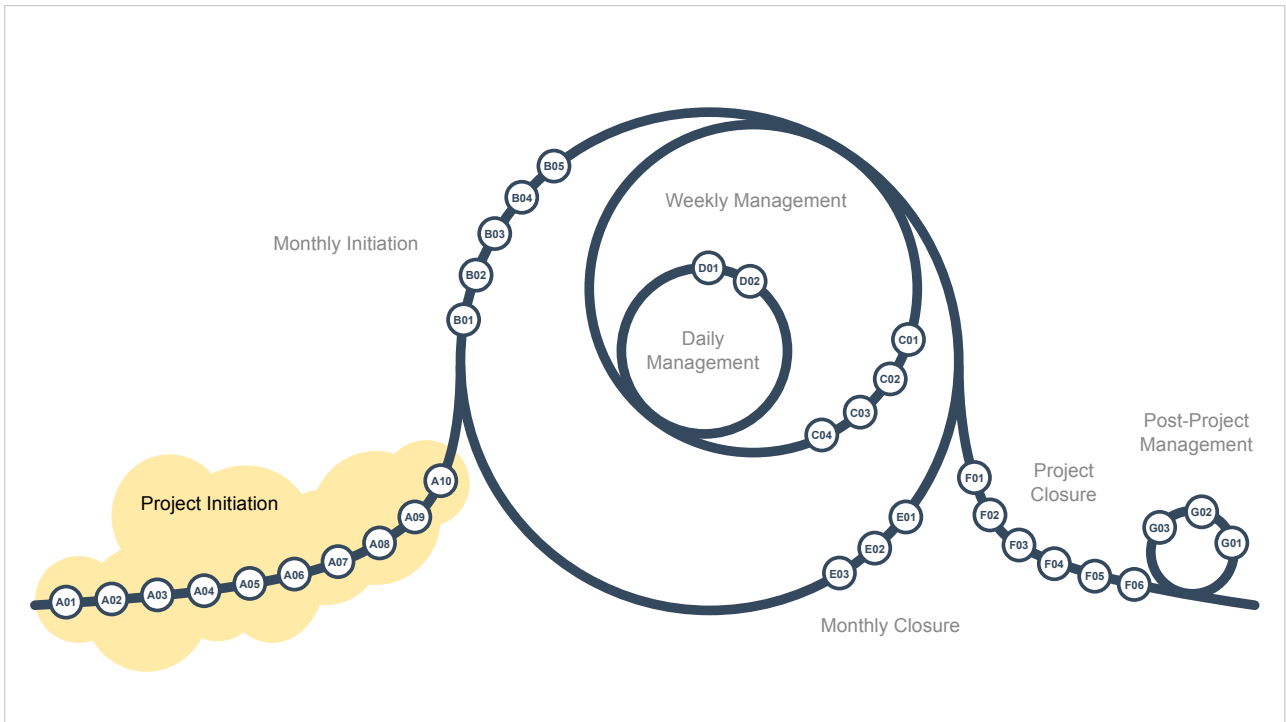 B05
B04
Weekly Management
B03
Monthly Initiation
D01
B02
D02
B01
C01
Daily
Management
C02
C03
Post-Project
Management
C04
Project
Closure
F01
A10
Project Initiation
G02
E01
F02
A09
G03
G01
A08
F03
E02
A07
F04
E03
A06
F05
A05
F06
A04
A03
A02
A01
Monthly Closure